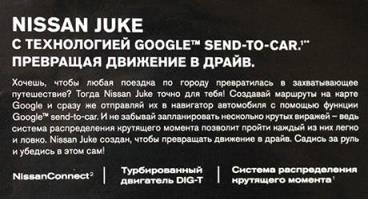 NISSAN JUKE
С ТЕХНОЛОГИЕЙ GOOGLE™ SEND-TO-CAR.¹**
ПРЕВРАЩАЯ ДВИЖЕНИЕ В ДРАЙВ.
Хочешь, чтобы любая поездка по городу превратилась в захватывающее
путешествие? Тогда Nissan Juke точно для тебя! Создавай маршруты на карте
Google и сразу же отправляй их в навигатор автомобиля с помощью функции
Google™ send-to-car. И не забывай запланировать несколько крутых виражей – ведь
система распределения крутящего момента позволит пройти каждый из них легко
и ловко. Nissan Juke создан, чтобы превращать движение в драйв. Садись за руль
и убедись в этом сам!
NissanConnect² | Турбированный двигатель DIG-T | Система распределения крутящего момента¹